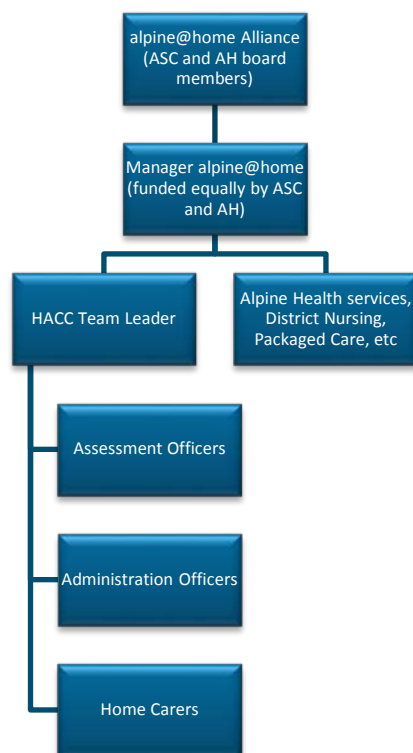 alpine@home Alliance
(ASC and AH board
members)
Manager alpine@home
(funded equally by ASC
and AH)
HACC Team Leader
Alpine Health services,
District Nursing,
Packaged Care, etc
Assessment Officers
Administration Officers
Home Carers